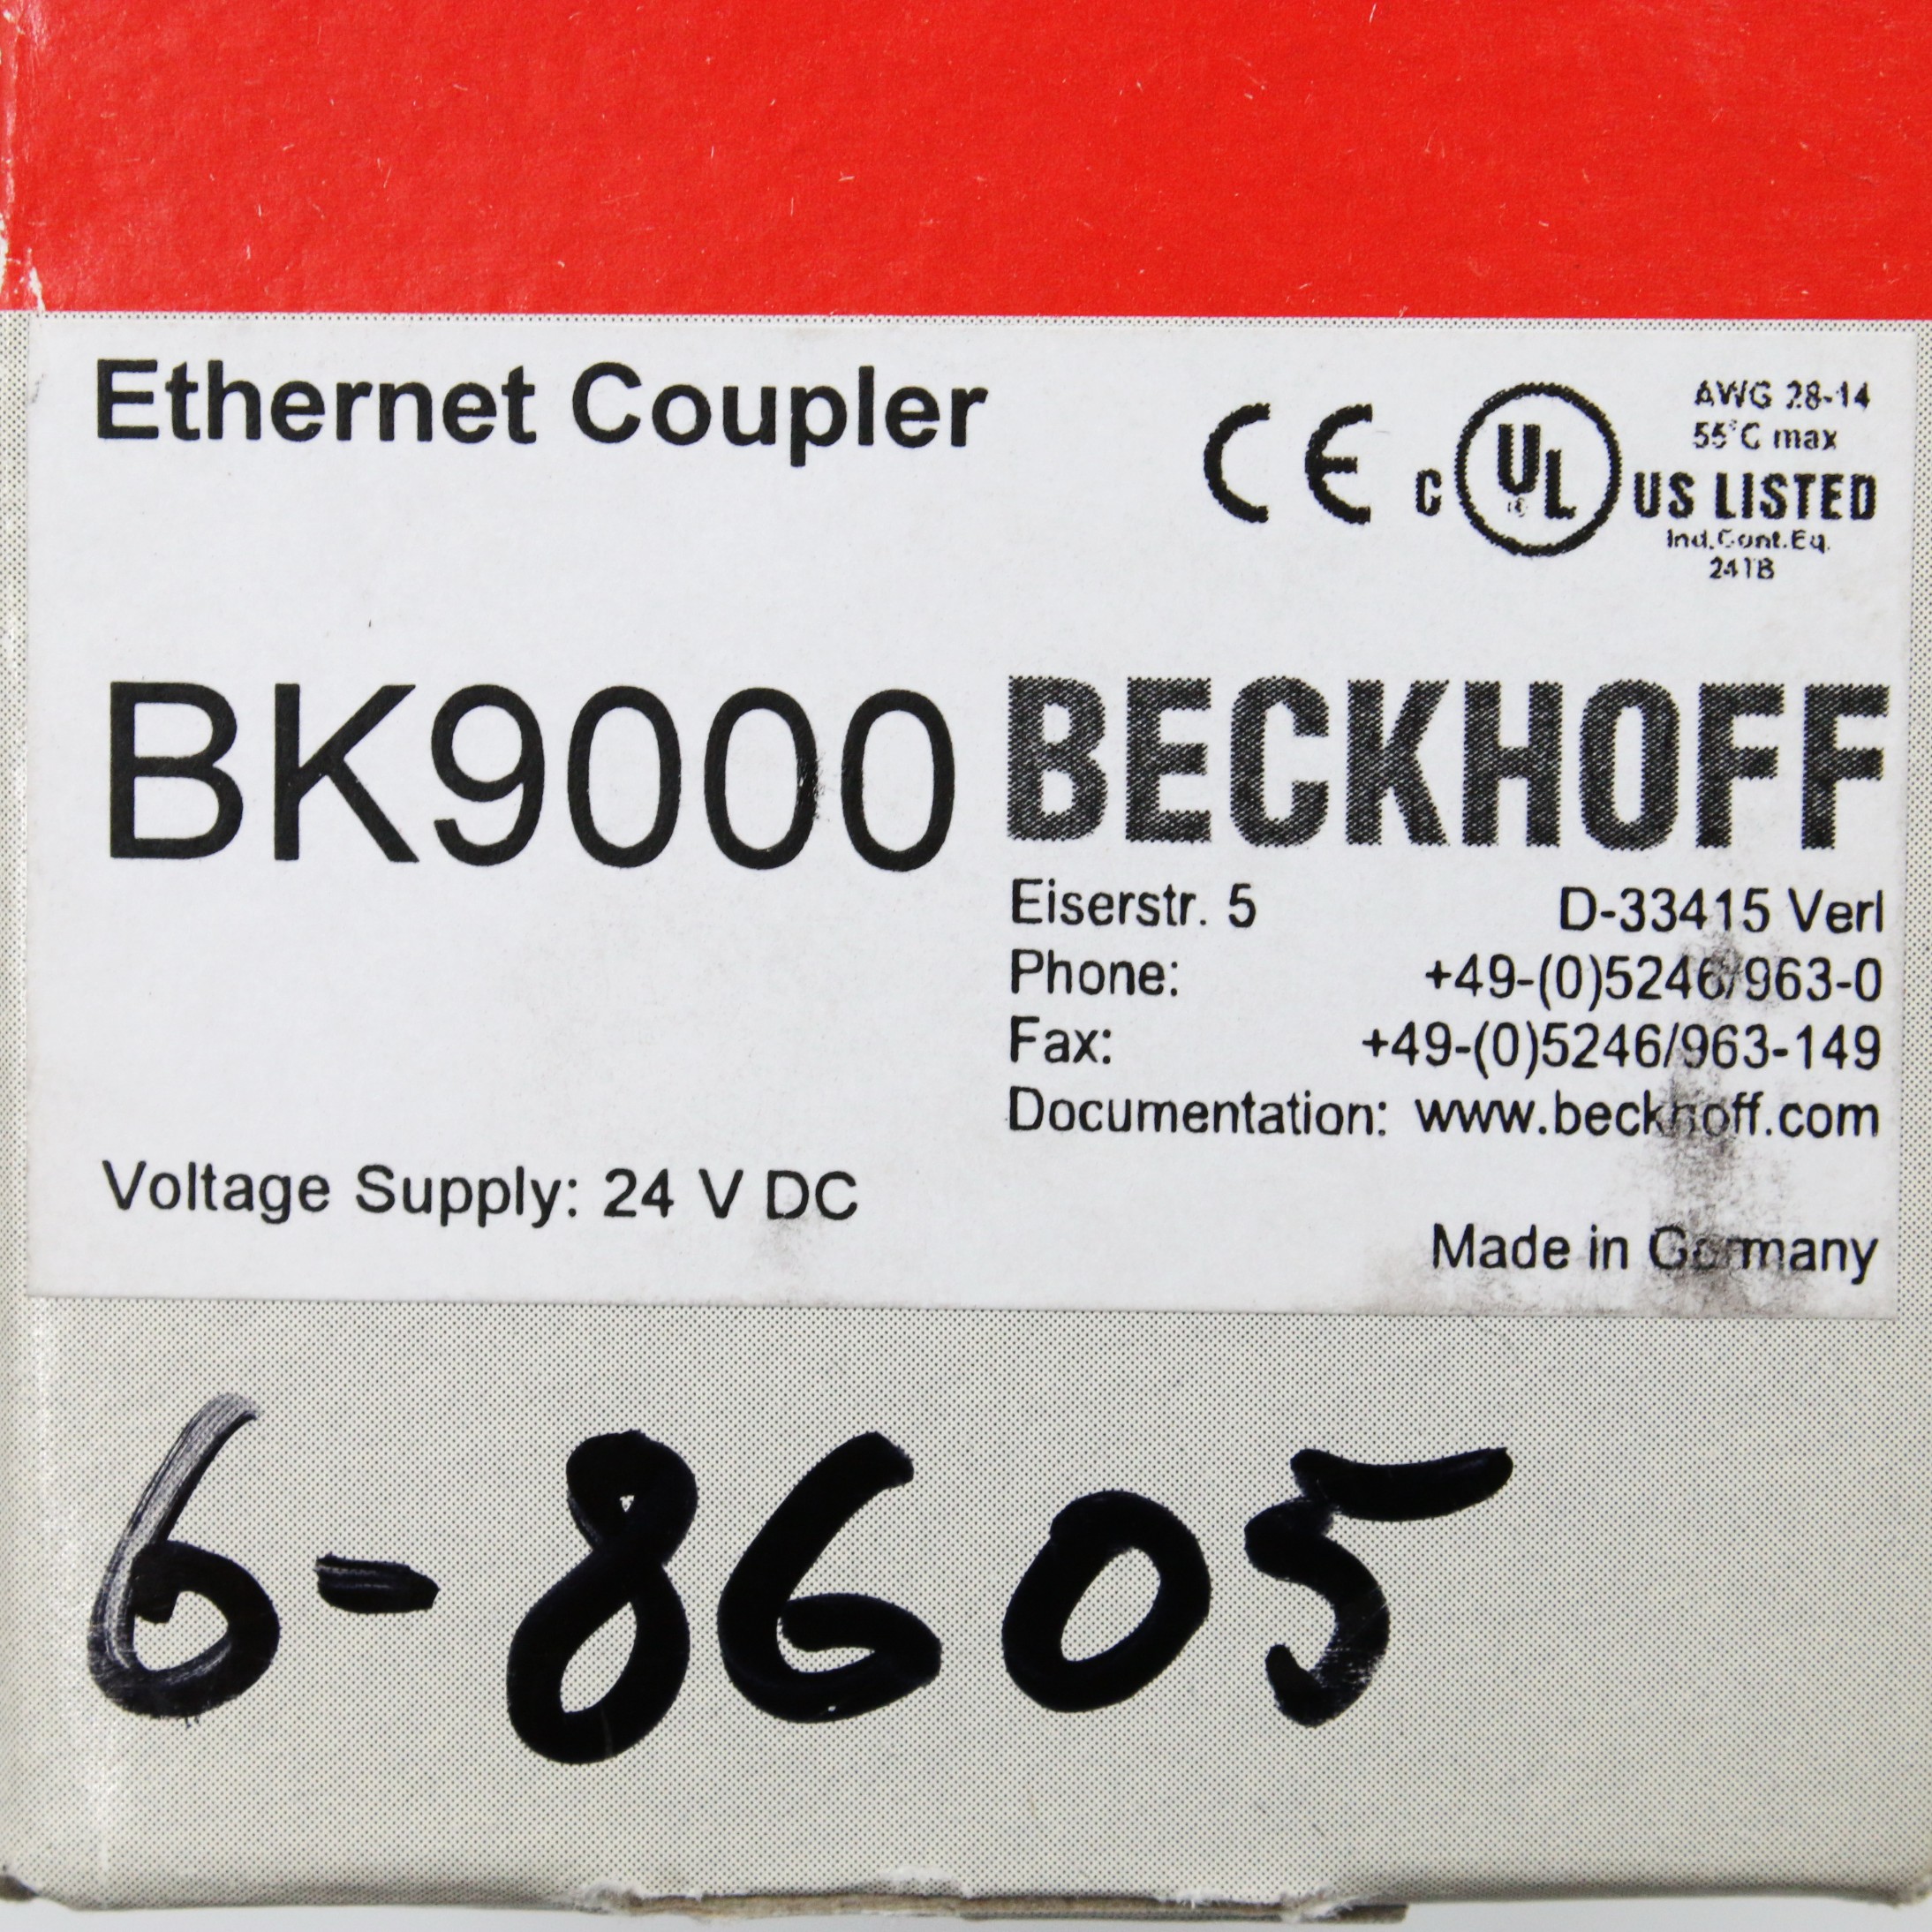 Ethernet Coupler
CE
C UL US LISTED
AWG 28-14
55°C max
Ind.Cont.Eq.
24TB
BK9000
BECKHOFF
Eiserstr. 5 D-33415 Verl
Phone: +49-(0)5246/963-0
Fax: +49-(0)5246/963-149
Documentation: www.beckhoff.com
Voltage Supply: 24 V DC
Made in Germany
6-8605